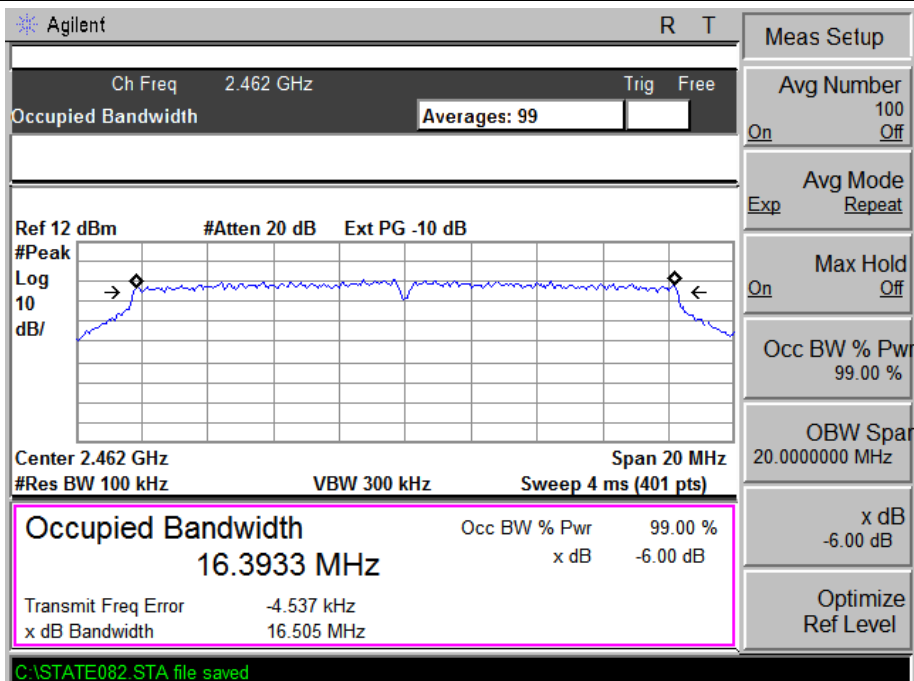 Agilent R T
Ch Freq 2.462 GHz Trig Free
Occupied Bandwidth Averages: 99
Ref 12 dBm #Atten 20 dB Ext PG -10 dB
#Peak
Log
10
dB/
Center 2.462 GHz Span 20 MHz
#Res BW 100 kHz VBW 300 kHz Sweep 4 ms (401 pts)
Occupied Bandwidth Occ BW % Pwr 99.00 %
16.3933 MHz x dB -6.00 dB
Transmit Freq Error -4.537 kHz
x dB Bandwidth 16.505 MHz
C:\STATE082.STA file saved
Meas Setup
Avg Number
100
On Off
Avg Mode
Exp Repeat
Max Hold
On Off
Occ BW % Pwr
99.00 %
OBW Span
20.0000000 MHz
x dB
-6.00 dB
Optimize
Ref Level